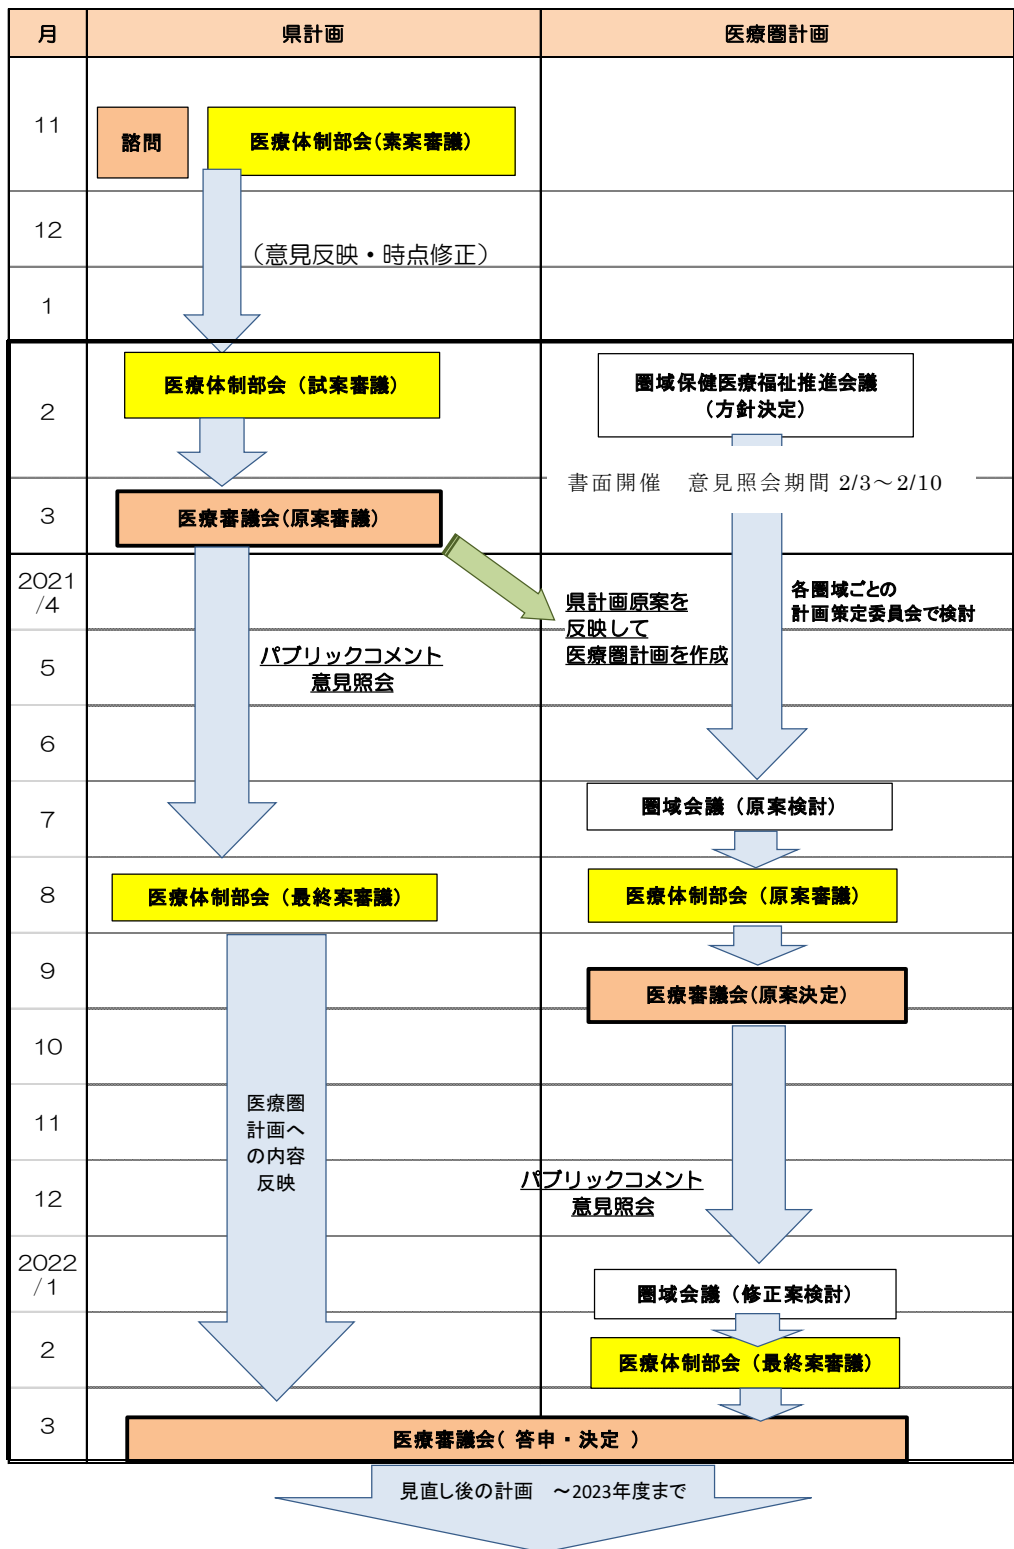 月
県計画
医療圏計画
11
諮問
医療体制部会(素案審議)
12
（意見反映・時点修正）
1
2
医療体制部会（試案審議）
圏域保健医療福祉推進会議
（方針決定）
書面開催　意見照会期間 2/3～2/10
3
医療審議会(原案審議)
2021
/4
県計画原案を
反映して
医療圏計画を作成
各圏域ごとの
計画策定委員会で検討
5
パブリックコメント
意見照会
6
7
圏域会議（原案検討）
8
医療体制部会（最終案審議）
医療体制部会（原案審議）
9
医療審議会(原案決定)
10
11
医療圏
計画へ
の内容
反映
12
パブリックコメント
意見照会
2022
/1
圏域会議（修正案検討）
2
医療体制部会（最終案審議）
3
医療審議会( 答申・決定 )
見直し後の計画　～2023年度まで